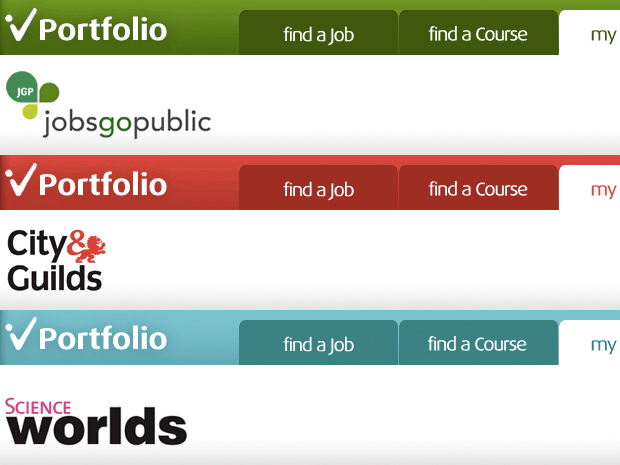 Portfolio find a Job find a Course my
JGP
jobsgopublic
Portfolio find a Job find a Course my
City&
Guilds
Portfolio find a Job find a Course my
SCIENCE
worlds